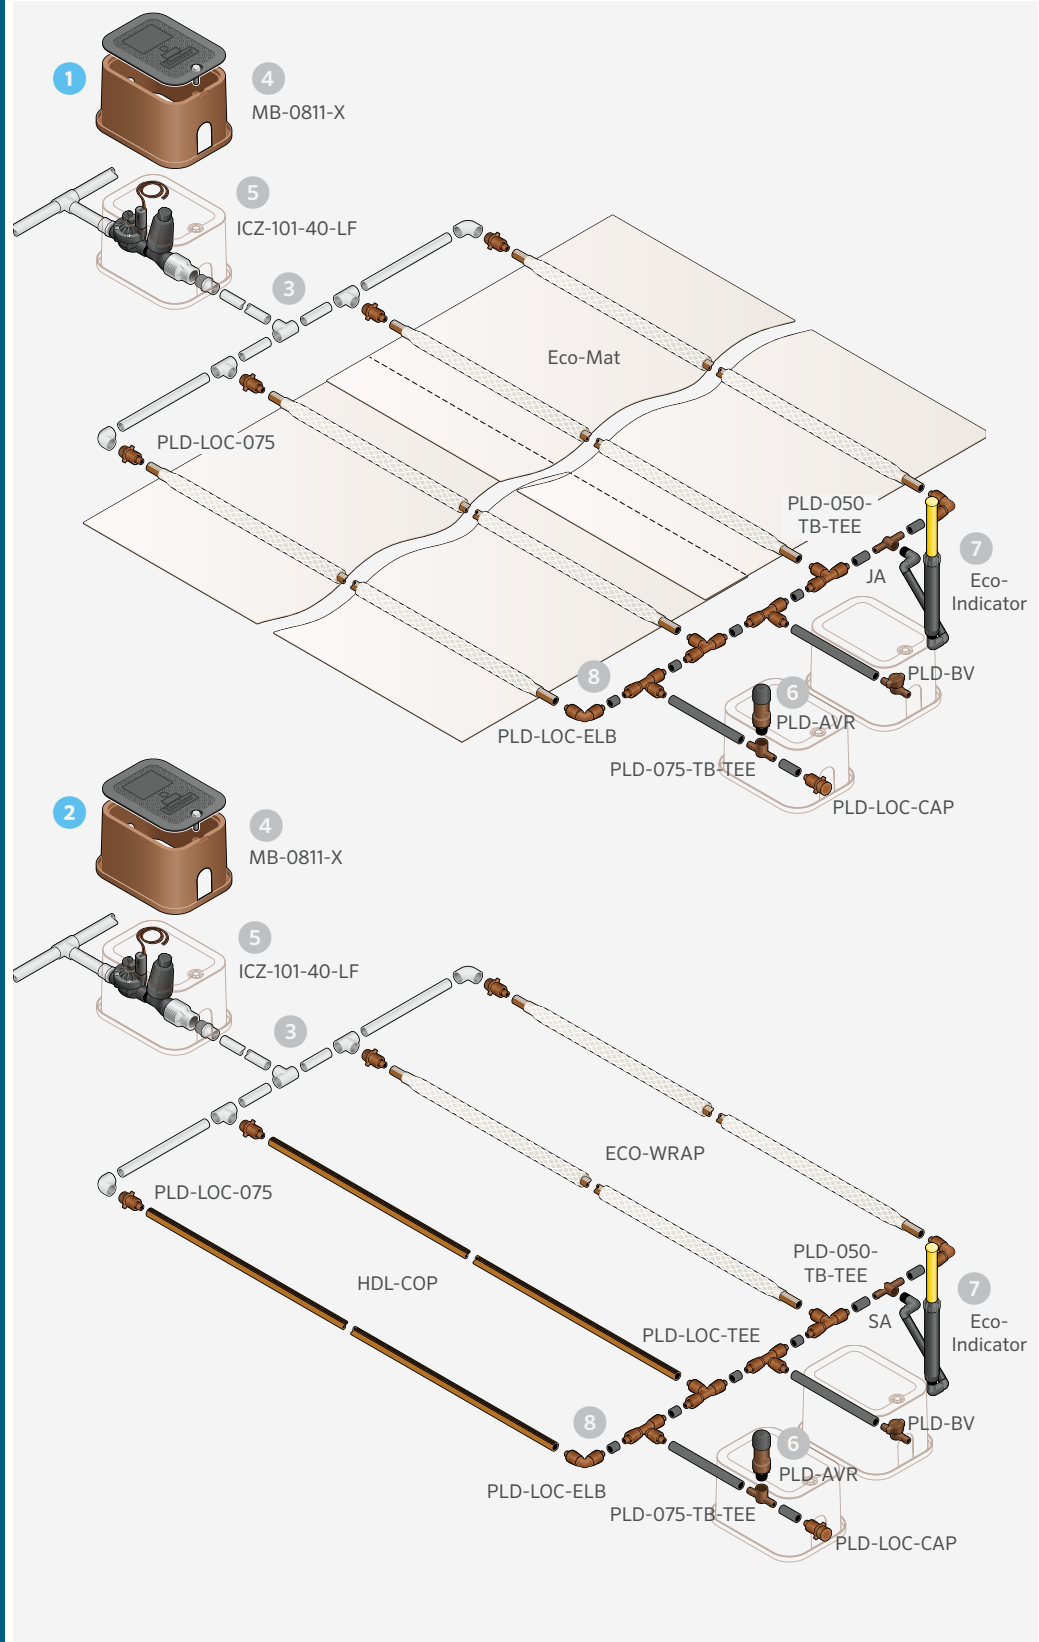 1
4
MB-0811-X
5
ICZ-101-40-LF
3
Eco-Mat
PLD-LOC-075
PLD-050-
TB-TEE
7
JA
Eco-
Indicator
8
PLD-BV
6
PLD-AVR
PLD-LOC-ELB
PLD-075-TB-TEE
PLD-LOC-CAP
2
4
MB-0811-X
5
ICZ-101-40-LF
3
ECO-WRAP
PLD-LOC-075
PLD-050-
TB-TEE
HDL-COP
7
SA
Eco-
Indicator
PLD-LOC-TEE
8
PLD-BV
6
PLD-AVR
PLD-LOC-ELB
PLD-075-TB-TEE
PLD-LOC-CAP